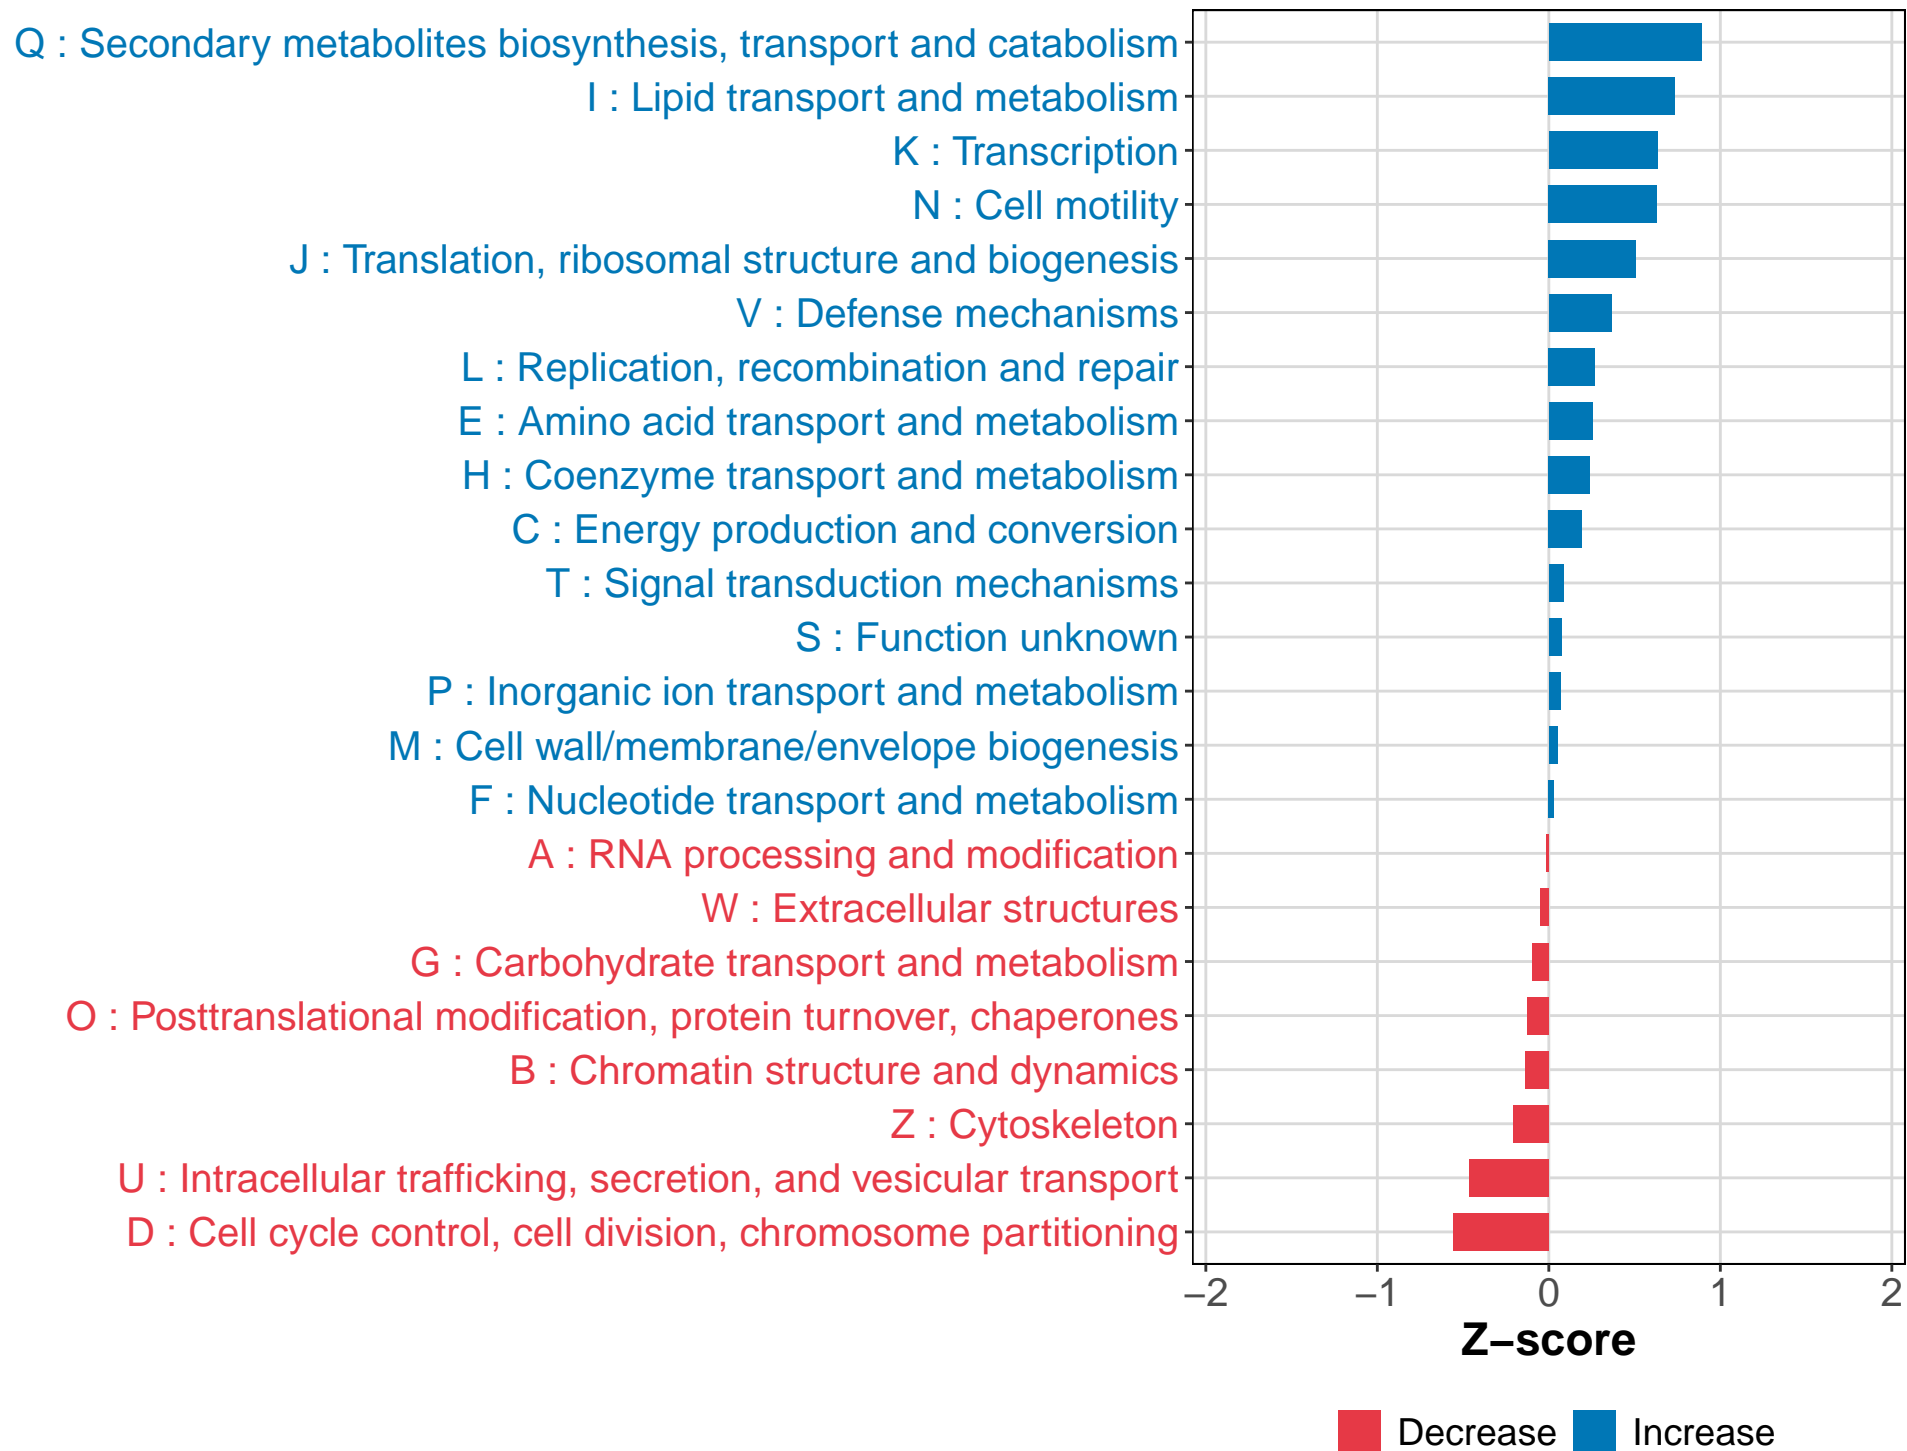 Q : Secondary metabolites biosynthesis, transport and catabolism
I : Lipid transport and metabolism
K : Transcription
N : Cell motility
J : Translation, ribosomal structure and biogenesis
V : Defense mechanisms
L : Replication, recombination and repair
E : Amino acid transport and metabolism
H : Coenzyme transport and metabolism
C : Energy production and conversion
T : Signal transduction mechanisms
S : Function unknown
P : Inorganic ion transport and metabolism
M : Cell wall/membrane/envelope biogenesis
F : Nucleotide transport and metabolism
A : RNA processing and modification
W : Extracellular structures
G : Carbohydrate transport and metabolism
O : Posttranslational modification, protein turnover, chaperones
B : Chromatin structure and dynamics
Z : Cytoskeleton
U : Intracellular trafficking, secretion, and vesicular transport
D : Cell cycle control, cell division, chromosome partitioning
−2 −1 0 1 2
Z−score
Decrease Increase